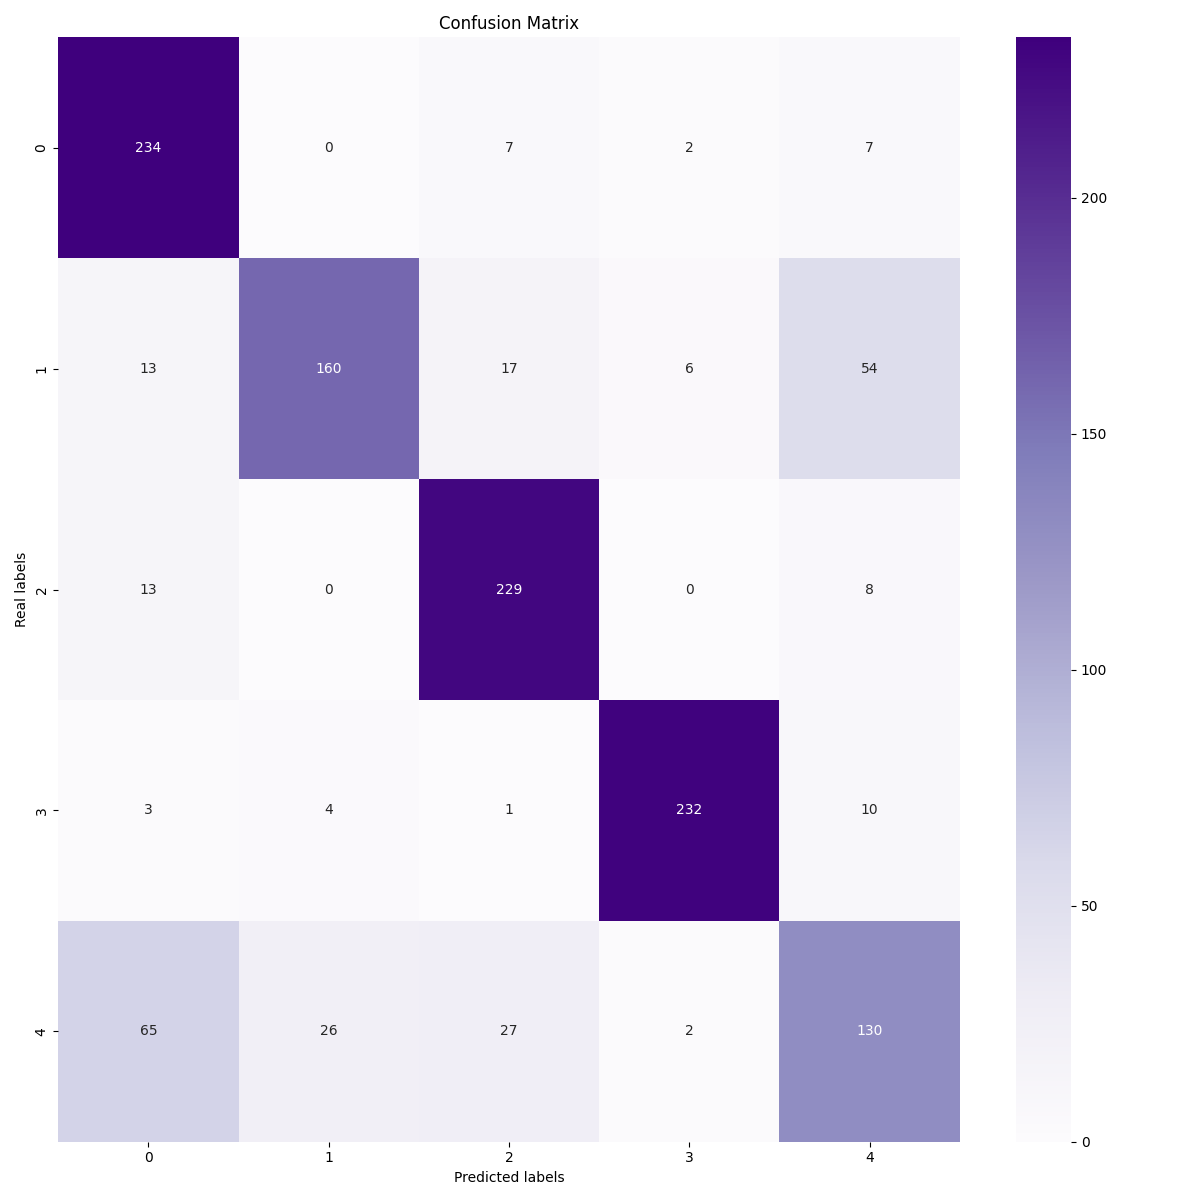 Confusion Matrix
0
234 0 7 2 7
200
1
13 160 17 6 54
150
Real labels
2
13 0 229 0 8
100
3
3 4 1 232 10
50
4
65 26 27 2 130
0
0 1 2 3 4
Predicted labels